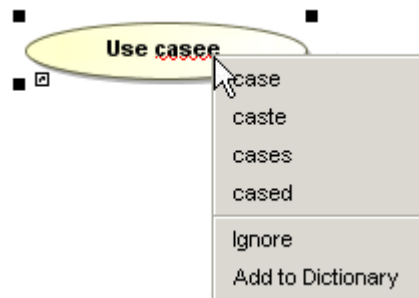 Use casee
case
caste
cases
cased
Ignore
Add to Dictionary